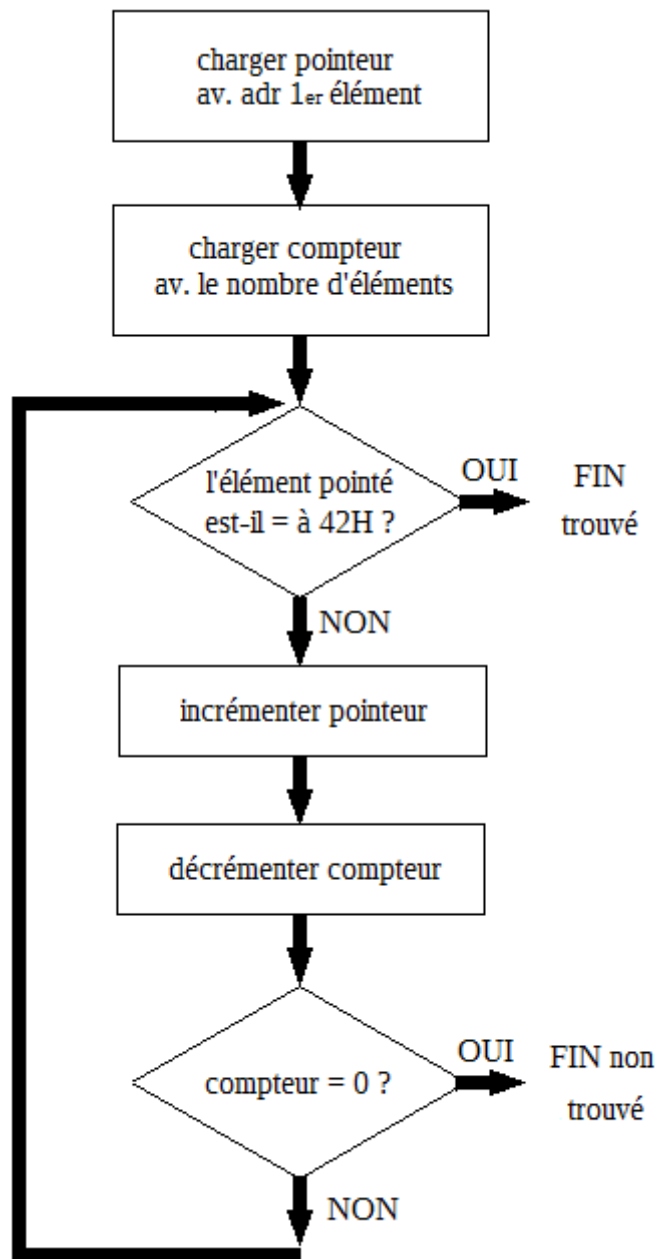 charger pointeur
av. adr 1er élément
charger compteur
av. le nombre d'éléments
l'élément pointé
est-il = à 42H ?
OUI
FIN
trouvé
NON
incrémenter pointeur
décrémenter compteur
compteur = 0 ?
OUI
FIN non
trouvé
NON